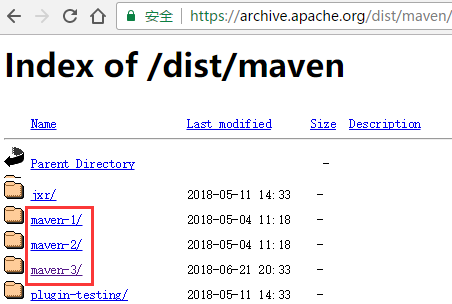 安全 https://archive.apache.org/dist/maven/
Index of /dist/maven
Name Last modified Size Description
Parent Directory -
jxr/ 2018-05-11 14:33 -
maven-1/ 2018-05-04 11:18 -
maven-2/ 2018-05-04 11:18 -
maven-3/ 2018-06-21 20:33 -
plugin-testing/ 2018-05-11 14:33 -